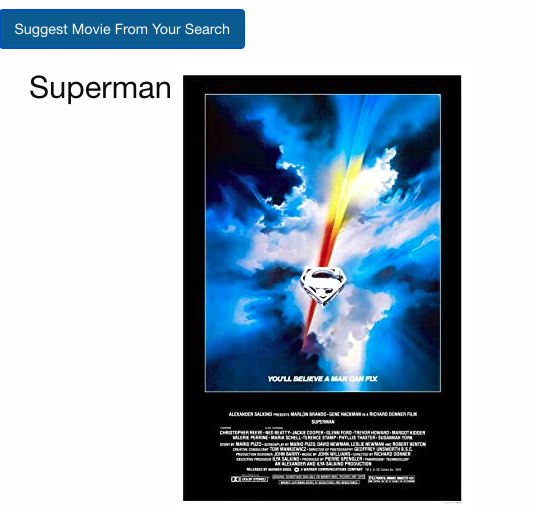 Suggest Movie From Your Search
Superman
YOU'LL BELIEVE A MAN CAN FLY.
ALEXANDER SALKIND PRESENTS MARLON BRANDO · GENE HACKMAN IN A RICHARD DONNER FILM
SUPERMAN
CHRISTOPHER REEVE · NED BEATTY · JACKIE COOPER · GLENN FORD · TREVOR HOWARD · MARGOT KIDDER
VALERIE PERRINE · MARIA SCHELL · TERENCE STAMP · PHYLLIS THAXTER · SUSANNAH YORK
STORY BY MARIO PUZO · SCREENPLAY BY MARIO PUZO, DAVID NEWMAN, LESLIE NEWMAN AND ROBERT BENTON
CREATIVE CONSULTANT TOM MANKIEWICZ · DIRECTOR OF PHOTOGRAPHY GEOFFREY UNSWORTH B.S.C.
PRODUCTION DESIGNER JOHN BARRY · MUSIC BY JOHN WILLIAMS · DIRECTED BY RICHARD DONNER
EXECUTIVE PRODUCER ILYA SALKIND · PRODUCED BY PIERRE SPENGLER · PANAVISION® TECHNICOLOR®
AN ALEXANDER AND ILYA SALKIND PRODUCTION
RELEASED BY WARNER BROS. A WARNER COMMUNICATIONS COMPANY
DOLBY STEREO
PG